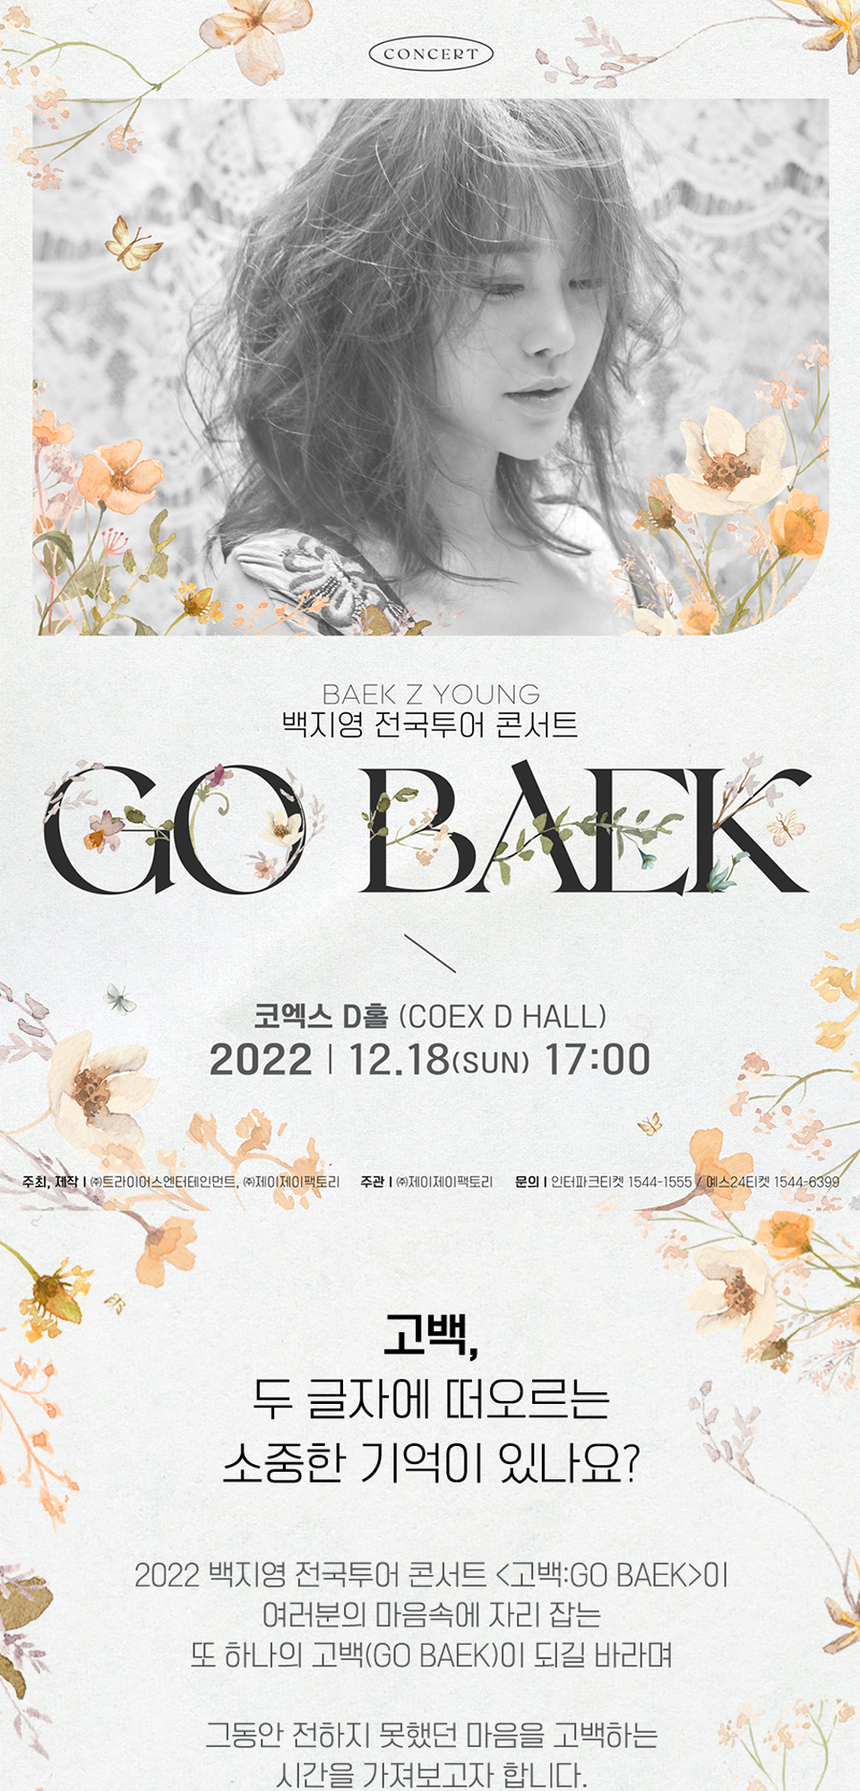 CONCERT
BAEK Z YOUNG
백지영 전국투어 콘서트
GO BAEK
코엑스 D홀 (COEX D HALL)
2022 | 12.18(SUN) 17:00
주최, 제작 | ㈜트라이어스엔터테인먼트, ㈜제이제이팩토리 주관 | ㈜제이제이팩토리 문의 | 인터파크티켓 1544-1555 / 예스24티켓 1544-6399
고백,
두 글자에 떠오르는
소중한 기억이 있나요?
2022 백지영 전국투어 콘서트 <고백:GO BAEK>이
여러분의 마음속에 자리 잡는
또 하나의 고백(GO BAEK)이 되길 바라며
그동안 전하지 못했던 마음을 고백하는
시간을 가져보고자 합니다.